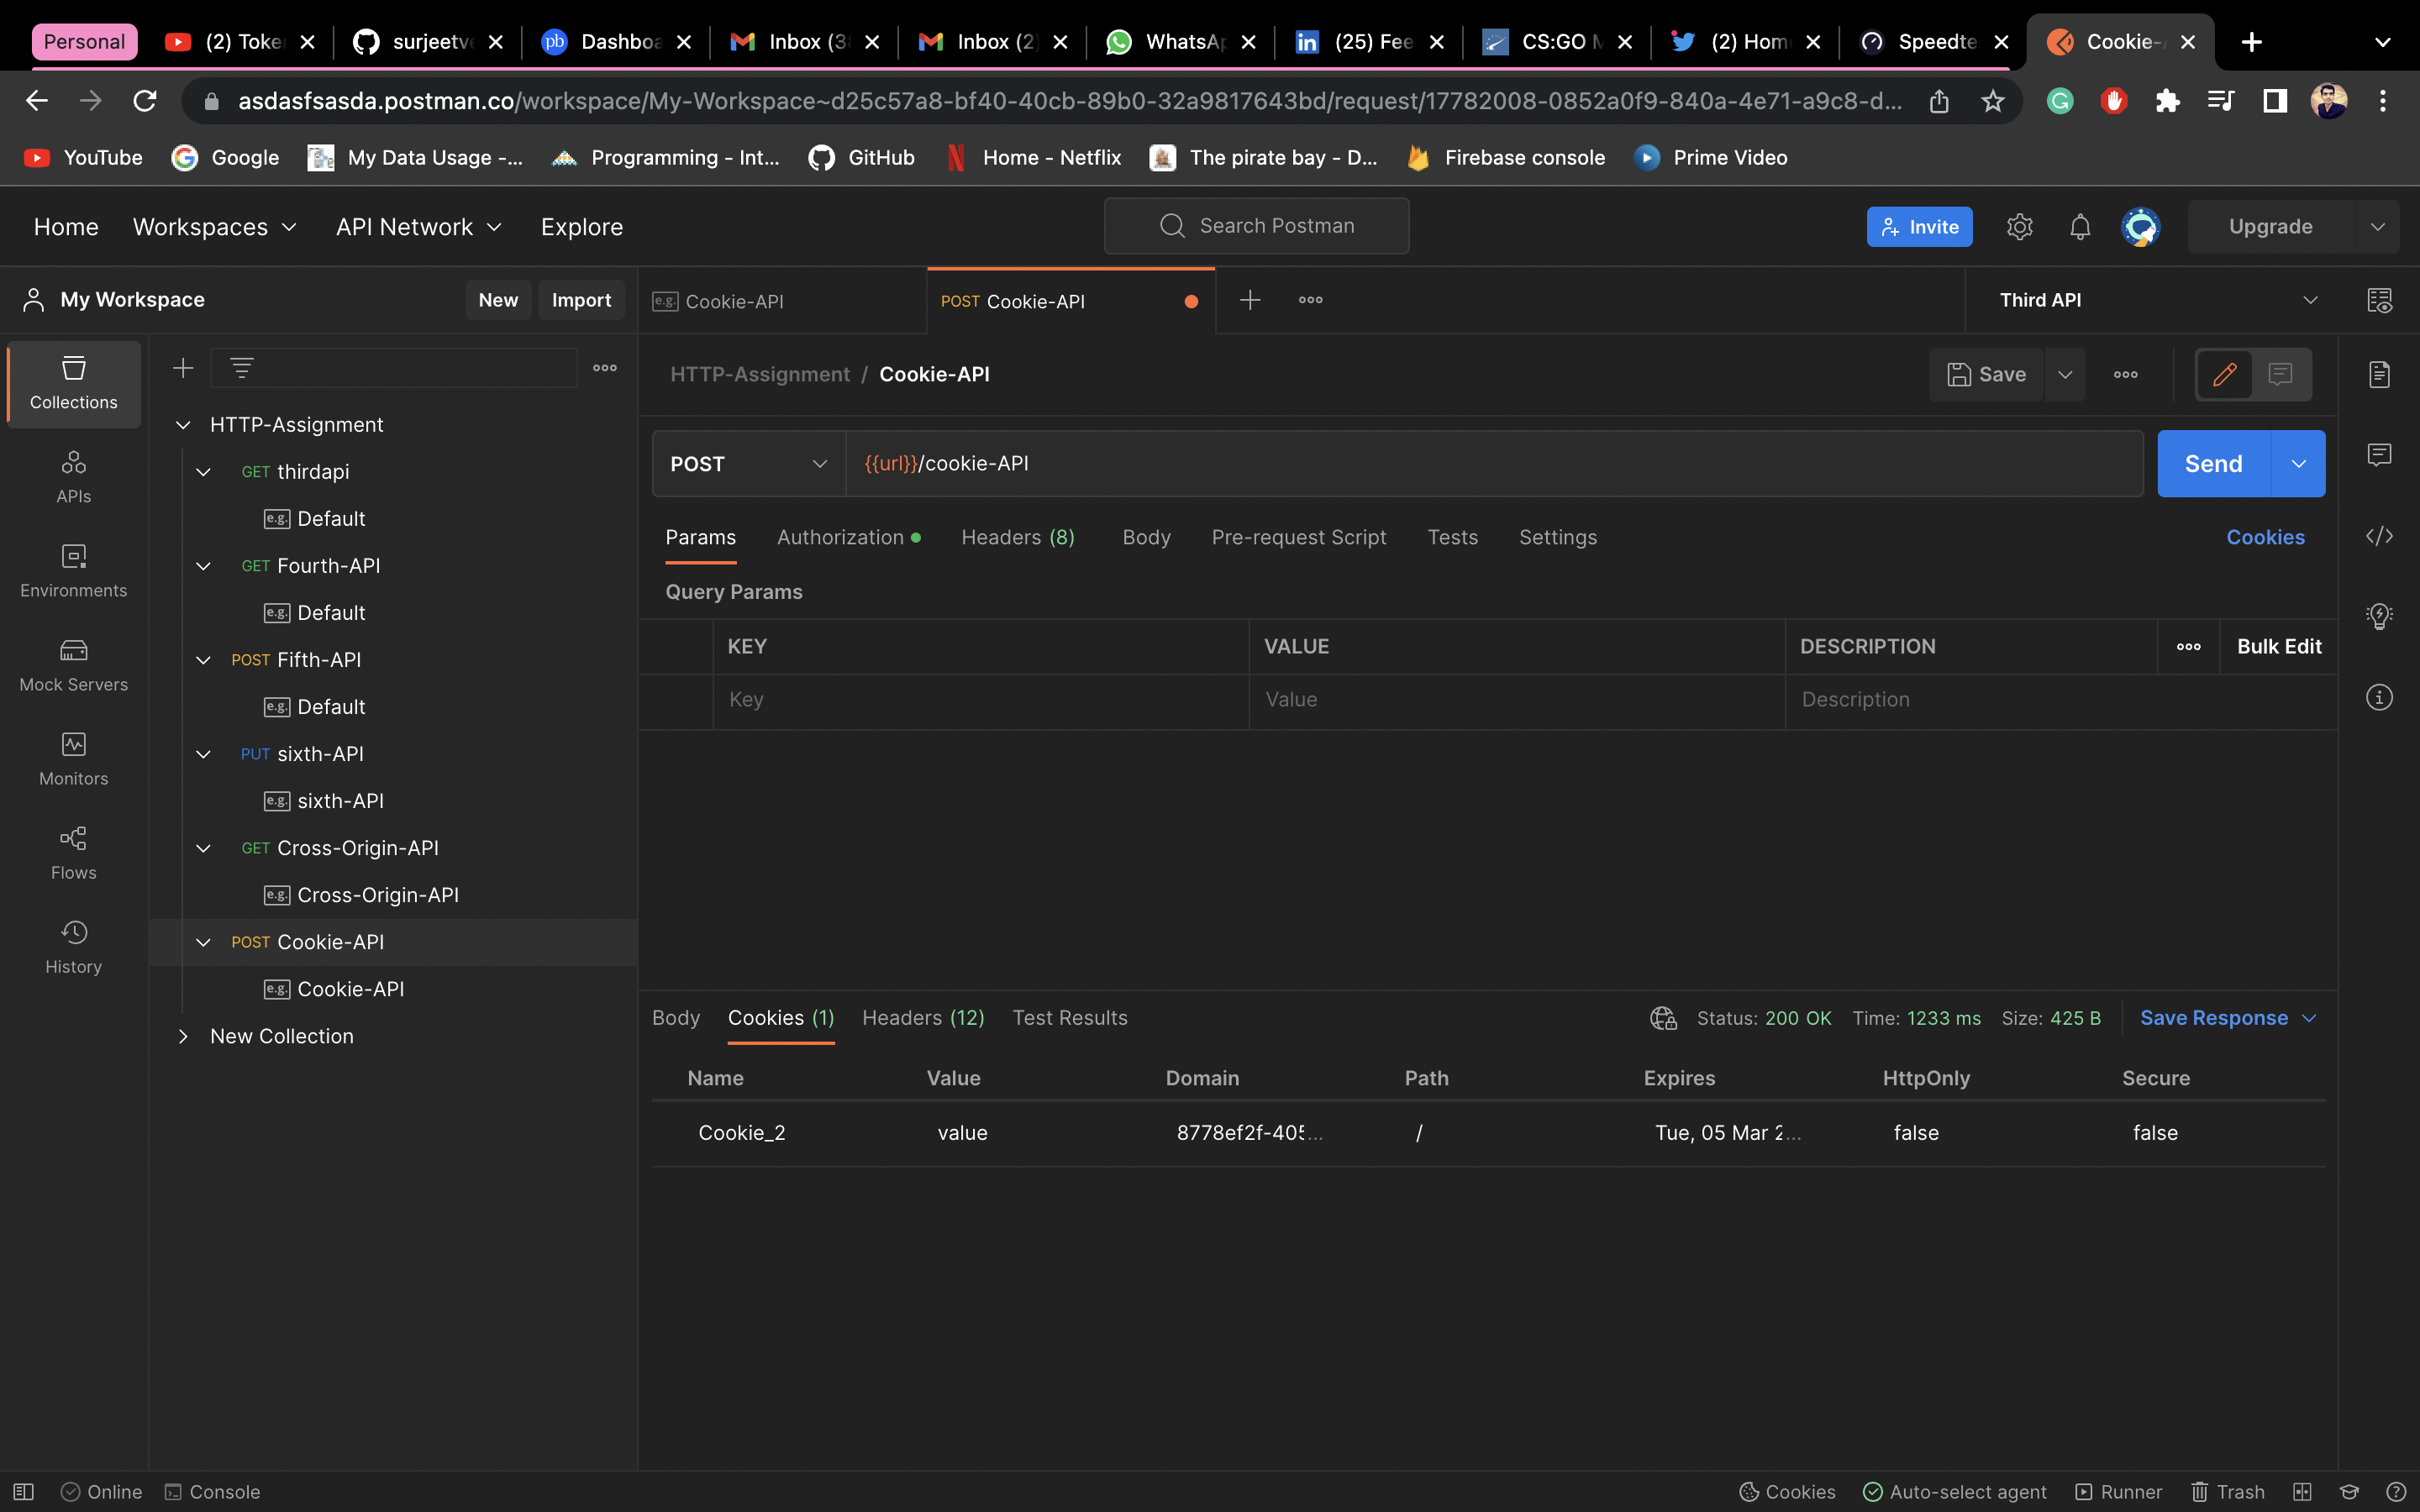 Personal (2) Toke surjeetve Dashboa Inbox (3 Inbox (2) WhatsAp (25) Fee CS:GO M (2) Hom Speedte Cookie-
asdasfsasda.postman.co/workspace/My-Workspace~d25c57a8-bf40-40cb-89b0-32a9817643bd/request/17782008-0852a0f9-840a-4e71-a9c8-d...
YouTube Google My Data Usage -... Programming - Int... GitHub Home - Netflix The pirate bay - D... Firebase console Prime Video
Home Workspaces API Network Explore Search Postman Invite Upgrade
My Workspace New Import e.g. Cookie-API POST Cookie-API Third API
Collections
APIs
Environments
Mock Servers
Monitors
Flows
History
HTTP-Assignment
GET thirdapi
e.g. Default
GET Fourth-API
e.g. Default
POST Fifth-API
e.g. Default
PUT sixth-API
e.g. sixth-API
GET Cross-Origin-API
e.g. Cross-Origin-API
POST Cookie-API
e.g. Cookie-API
New Collection
HTTP-Assignment / Cookie-API Save
POST {{url}}/cookie-API Send
Params Authorization Headers (8) Body Pre-request Script Tests Settings Cookies
Query Params
KEY VALUE DESCRIPTION Bulk Edit
Key Value Description
Body Cookies (1) Headers (12) Test Results Status: 200 OK Time: 1233 ms Size: 425 B Save Response
Name Value Domain Path Expires HttpOnly Secure
Cookie_2 value 8778ef2f-405... / Tue, 05 Mar 2... false false
Online Console Cookies Auto-select agent Runner Trash